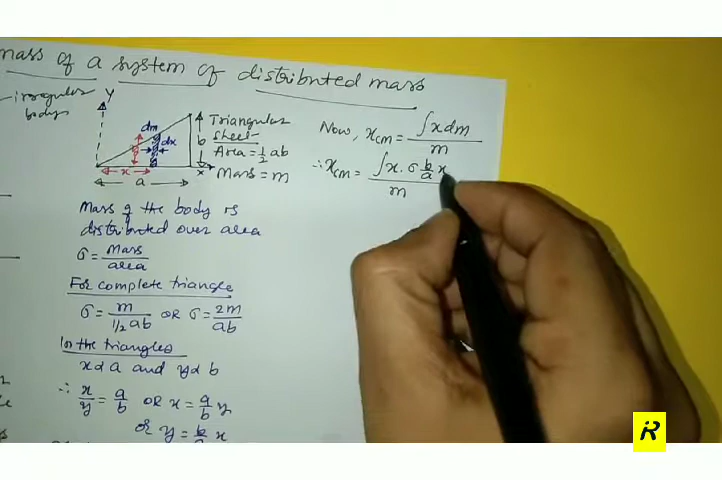 mass of a system of distributed mass
irregular
bodys
Y
dm
dx
b
x
x
a
Triangular
Sheet-
Area = 1/2 ab
Mass = m
Mass of the body is
distributed over area
σ = Mass/area
For complete triangle
σ = m/(1/2 ab) OR σ = 2m/ab
In the triangles
x α a and y α b
∴ x/y = a/b OR x = a/b y
or y = b/a x
Now, xcm = ∫x dm/m
∴ xcm = ∫x. σ b/a x/m
iR